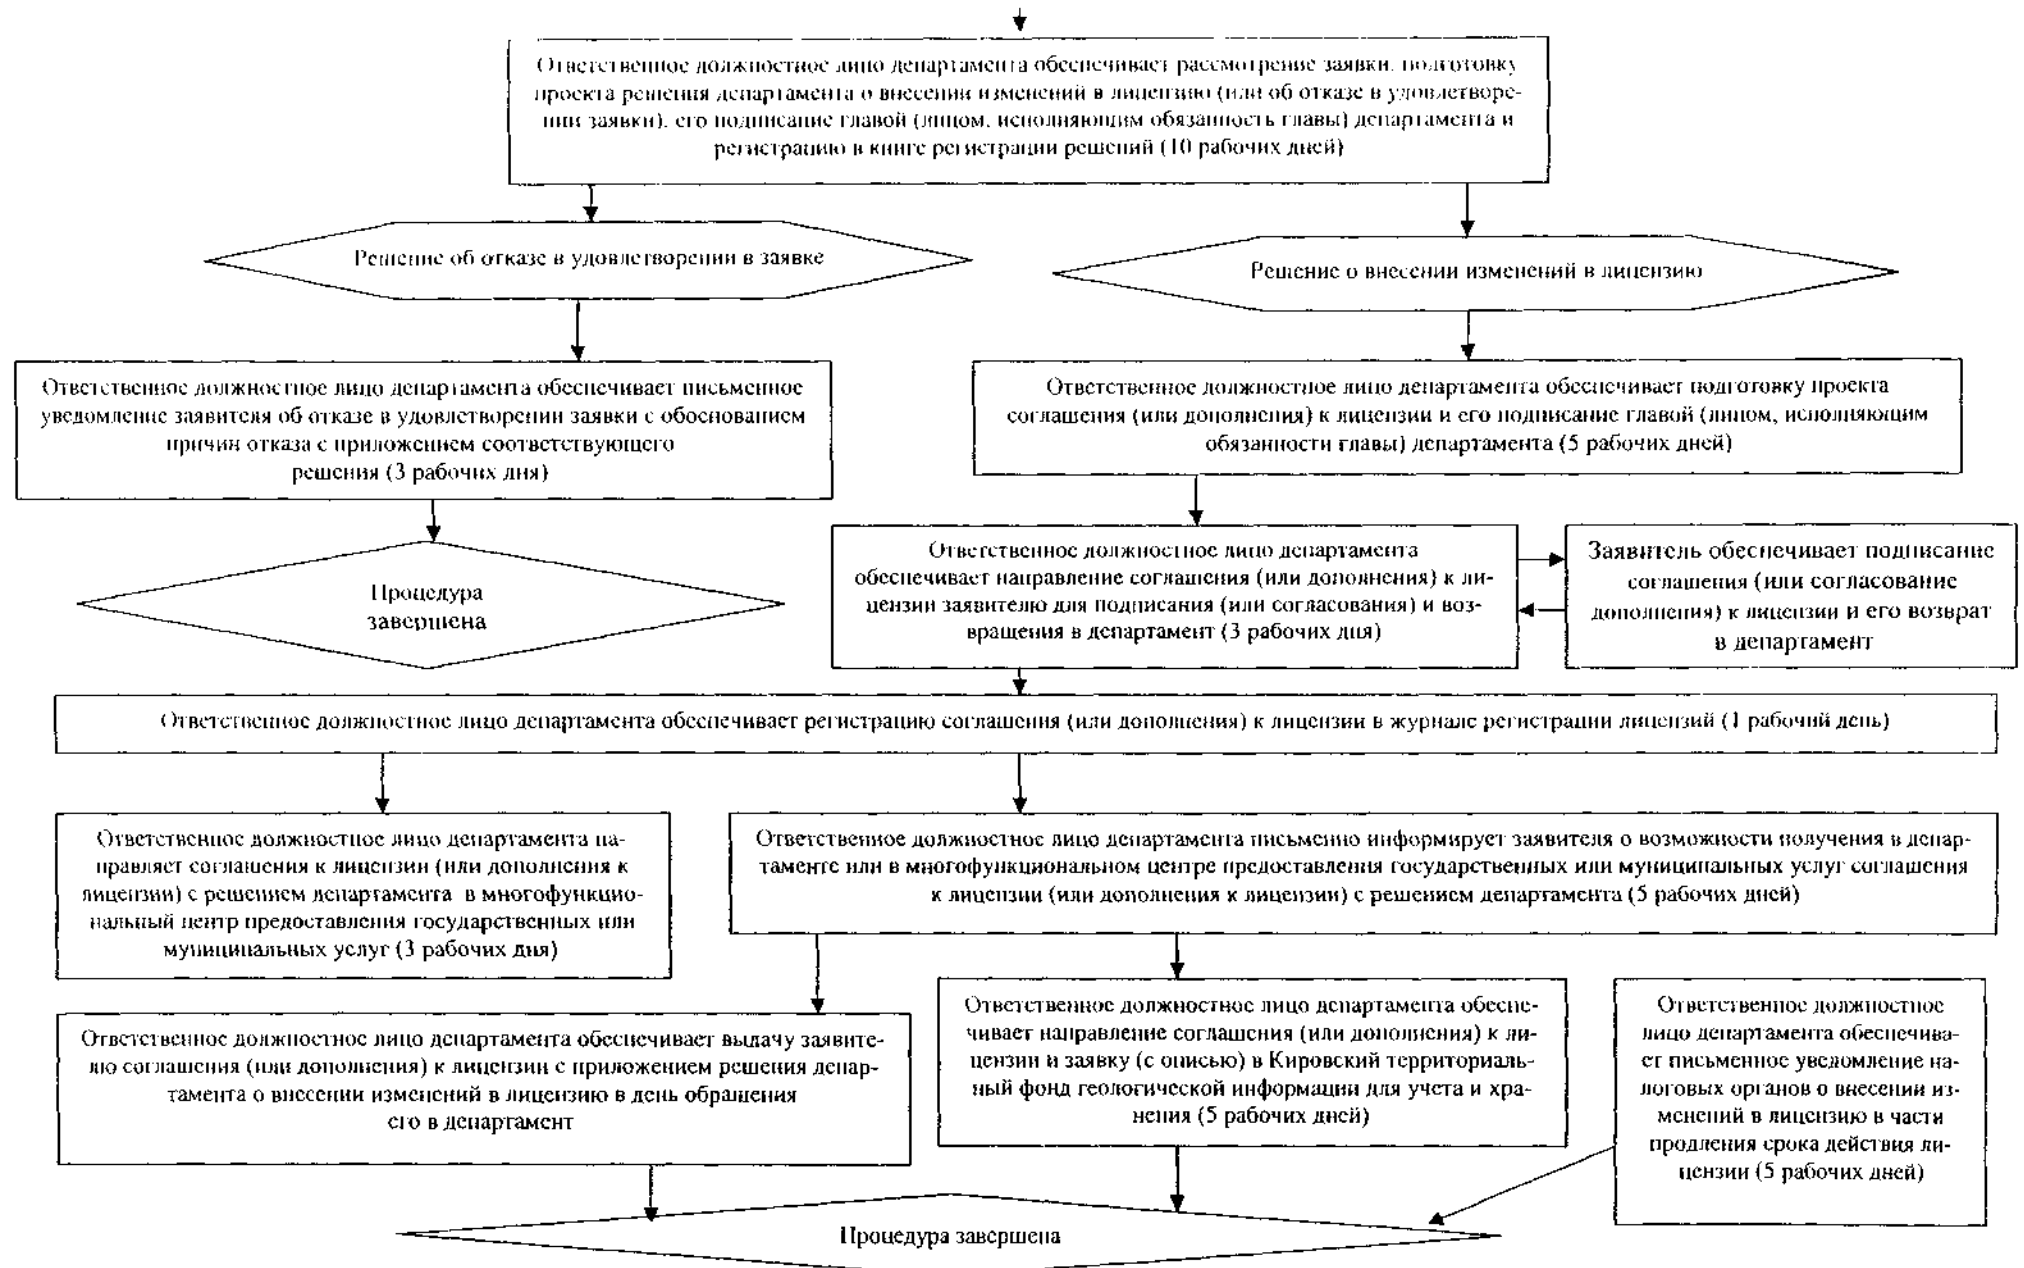 Ответственное должностное лицо департамента обеспечивает рассмотрение заявки, подготовку
проекта решения департамента о внесении изменений в лицензию (или об отказе в удовлетворе-
нии заявки), его подписание главой (лицом, исполняющим обязанность главы) департамента и
регистрацию в книге регистрации решений (10 рабочих дней)
Решение об отказе в удовлетворении в заявке
Решение о внесении изменений в лицензию
Ответственное должностное лицо департамента обеспечивает письменное
уведомление заявителя об отказе в удовлетворении заявки с обоснованием
причин отказа с приложением соответствующего
решения (3 рабочих дня)
Ответственное должностное лицо департамента обеспечивает подготовку проекта
соглашения (или дополнения) к лицензии и его подписание главой (лицом, исполняющим
обязанности главы) департамента (5 рабочих дней)
Процедура
завершена
Ответственное должностное лицо департамента
обеспечивает направление соглашения (или дополнения) к ли-
цензии заявителю для подписания (или согласования) и воз-
вращения в департамент (3 рабочих дня)
Заявитель обеспечивает подписание
соглашения (или согласование
дополнения) к лицензии и его возврат
в департамент
Ответственное должностное лицо департамента обеспечивает регистрацию соглашения (или дополнения) к лицензии в журнале регистрации лицензий (1 рабочий день)
Ответственное должностное лицо департамента на-
правляет соглашения к лицензии (или дополнения к
лицензии) с решением департамента в многофункцио-
нальный центр предоставления государственных или
муниципальных услуг (3 рабочих дня)
Ответственное должностное лицо департамента письменно информирует заявителя о возможности получения в депар-
таменте или в многофункциональном центре предоставления государственных или муниципальных услуг соглашения
к лицензии (или дополнения к лицензии) с решением департамента (5 рабочих дней)
Ответственное должностное лицо департамента обеспечивает выдачу заявите-
лю соглашения (или дополнения) к лицензии с приложением решения депар-
тамента о внесении изменений в лицензию в день обращения
его в департамент
Ответственное должностное лицо департамента обеспе-
чивает направление соглашения (или дополнения) к ли-
цензии и заявку (с описью) в Кировский территориаль-
ный фонд геологической информации для учета и хра-
нения (5 рабочих дней)
Ответственное должностное
лицо департамента обеспечива-
ет письменное уведомление на-
логовых органов о внесении из-
менений в лицензию в части
продления срока действия ли-
цензии (5 рабочих дней)
Процедура завершена